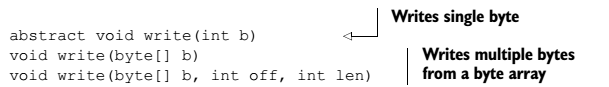 Writes single byte
abstract void write(int b)
void write(byte[] b)
void write(byte[] b, int off, int len)
Writes multiple bytes
from a byte array